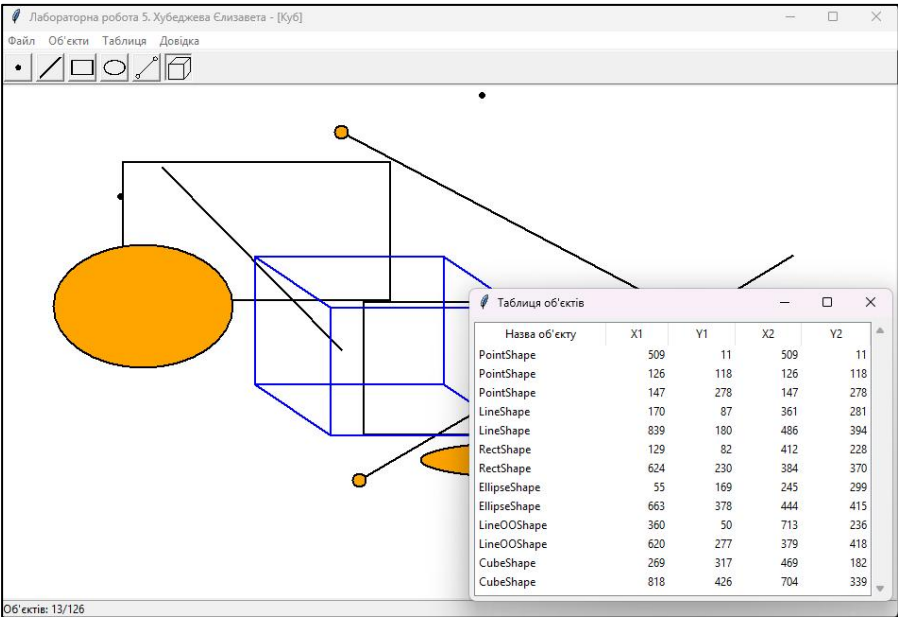 Лабораторна робота 5. Хубеджева Єлизавета - [Куб]
Файл Об'єкти Таблиця Довідка
Таблиця об'єктів
Назва об'єкту X1 Y1 X2 Y2
PointShape 509 11 509 11
PointShape 126 118 126 118
PointShape 147 278 147 278
LineShape 170 87 361 281
LineShape 839 180 486 394
RectShape 129 82 412 228
RectShape 624 230 384 370
EllipseShape 55 169 245 299
EllipseShape 663 378 444 415
LineOOShape 360 50 713 236
LineOOShape 620 277 379 418
CubeShape 269 317 469 182
CubeShape 818 426 704 339
Об'єктів: 13/126